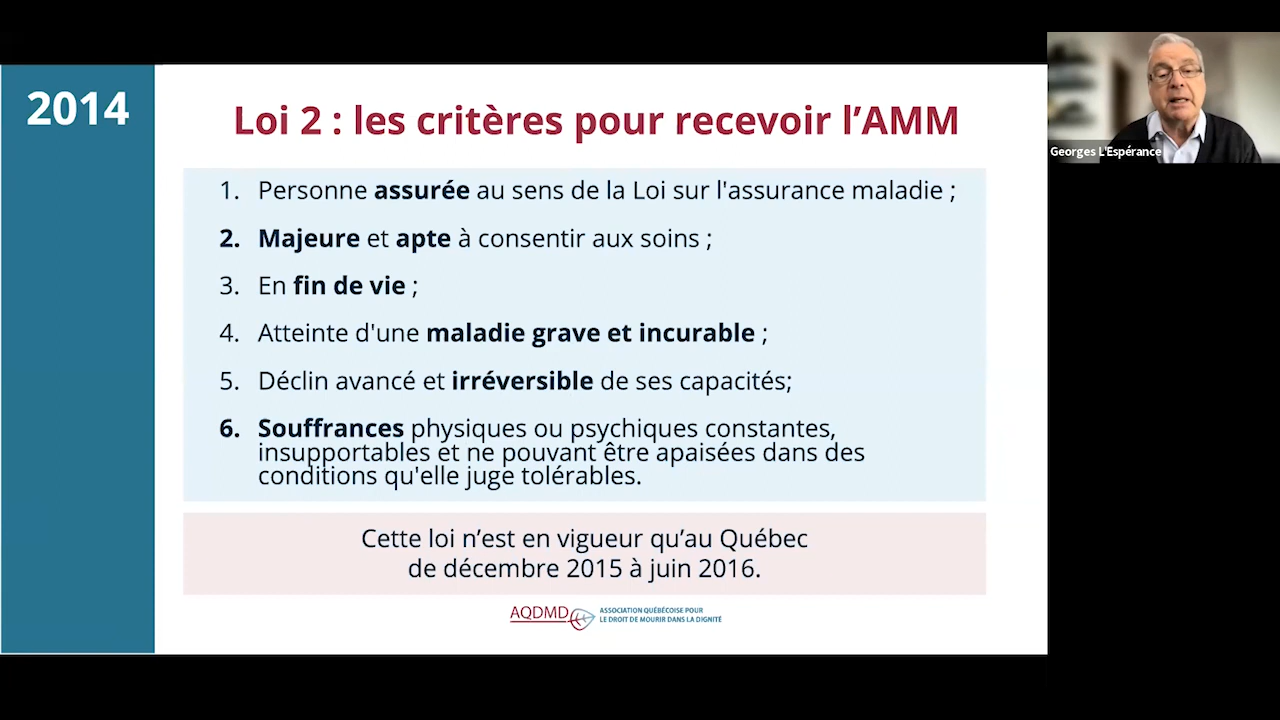 2014
Loi 2 : les critères pour recevoir l’AMM
1. Personne assurée au sens de la Loi sur l'assurance maladie ;
2. Majeure et apte à consentir aux soins ;
3. En fin de vie ;
4. Atteinte d'une maladie grave et incurable ;
5. Déclin avancé et irréversible de ses capacités;
6. Souffrances physiques ou psychiques constantes,
insupportables et ne pouvant être apaisées dans des
conditions qu'elle juge tolérables.
Cette loi n’est en vigueur qu’au Québec
de décembre 2015 à juin 2016.
AQDMD
ASSOCIATION QUÉBÉCOISE POUR
LE DROIT DE MOURIR DANS LA DIGNITÉ
Georges L'Espérance